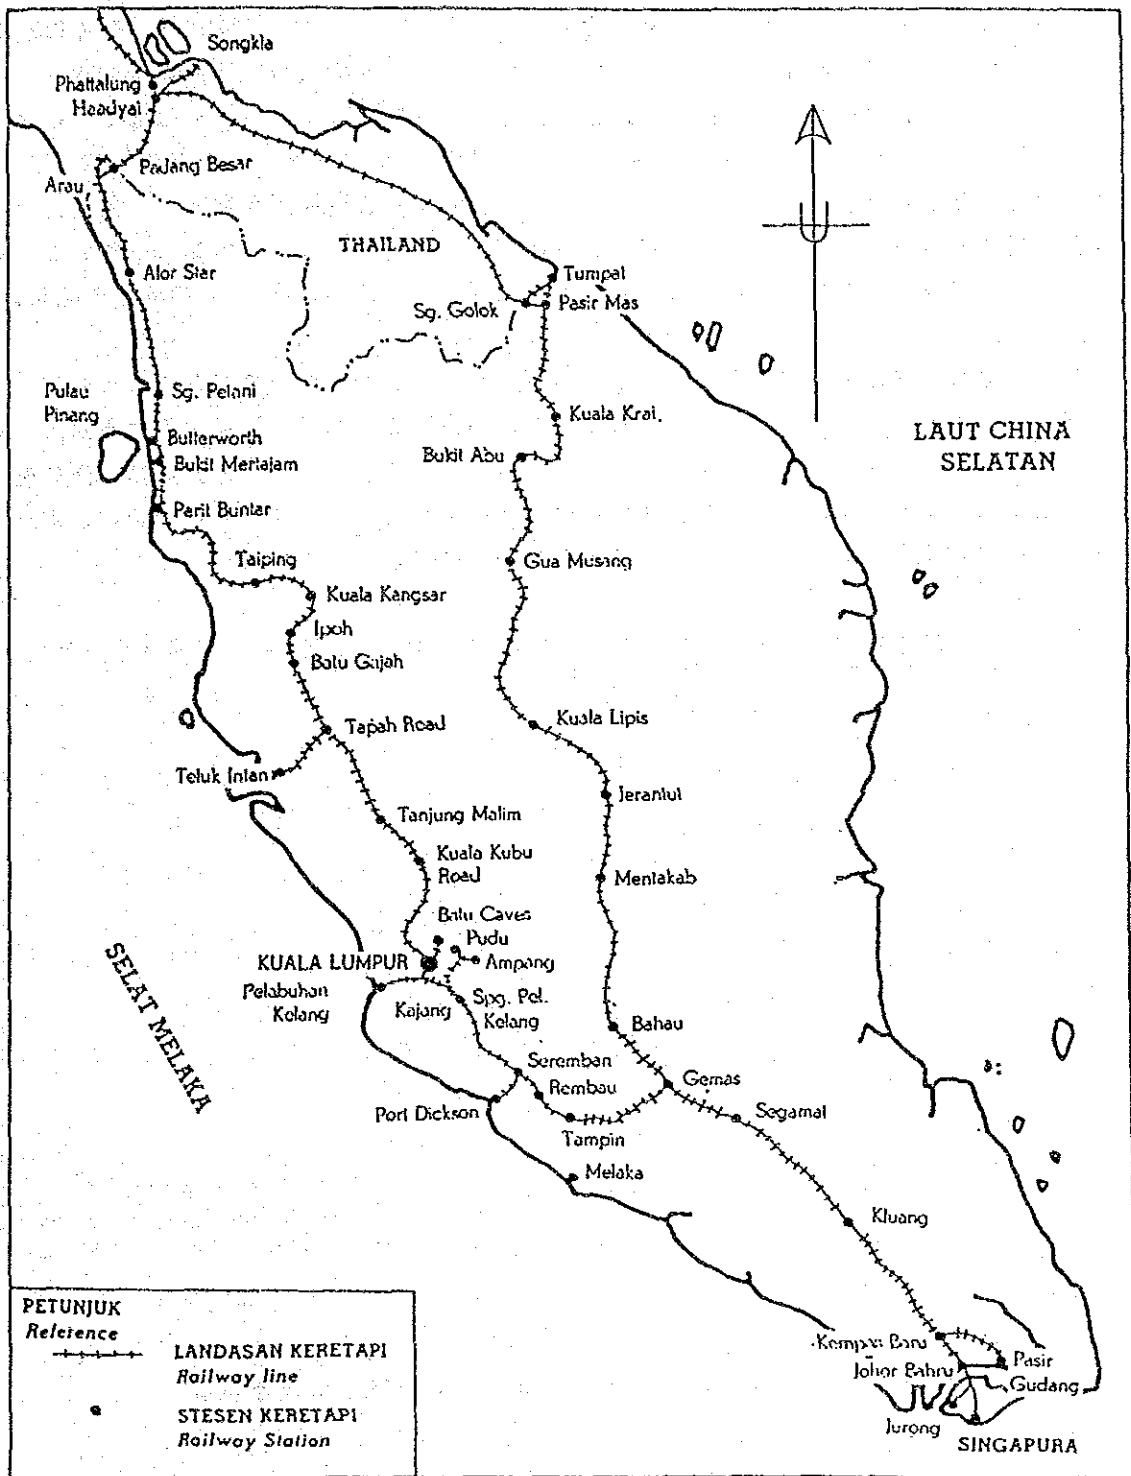 Songkla
Phattalung
Haadyai
Padang Besar
Arau
THAILAND
Alor Star
Tumpat
Sg. Golok
Pasir Mas
Pulau
Pinang
Sg. Petani
Kuala Krai.
LAUT CHINA
SELATAN
Butterworth
Bukit Mertajam
Bukit Abu
Parit Buntar
Taiping
Gua Musang
Kuala Kangsar
Ipoh
Batu Gajah
Tapah Road
Kuala Lipis
Teluk Intan
Jerantut
Tanjung Malim
Kuala Kubu
Road
Mentakab
Batu Caves
Pudu
SELAT MELAKA
KUALA LUMPUR
Ampang
Pelabuhan
Kelang
Kajang
Spg. Pel.
Kelang
Bahau
Seremban
Rembau
Gemas
Port Dickson
Segamat
Tampin
Melaka
Kluang
PETUNJUK
Reference
LANDASAN KERETAPI
Railway line
STESEN KERETAPI
Railway Station
Kempas Baru
Johor Bahru
Pasir
Gudang
Jurong
SINGAPURA